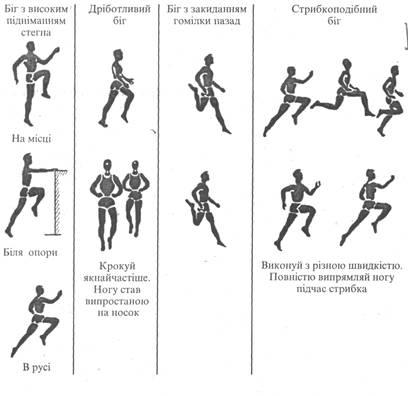 Біг з високим
підніманням
стегна
На місці
Біля опори
В русі
Дріботливий
біг
Крокуй
якнайчастіше.
Ногу став
випростаною
на носок
Біг з закиданням
гомілки назад
Стрибкоподібний
біг
Виконуй з різною швидкістю.
Повністю випрямляй ногу
підчас стрибка